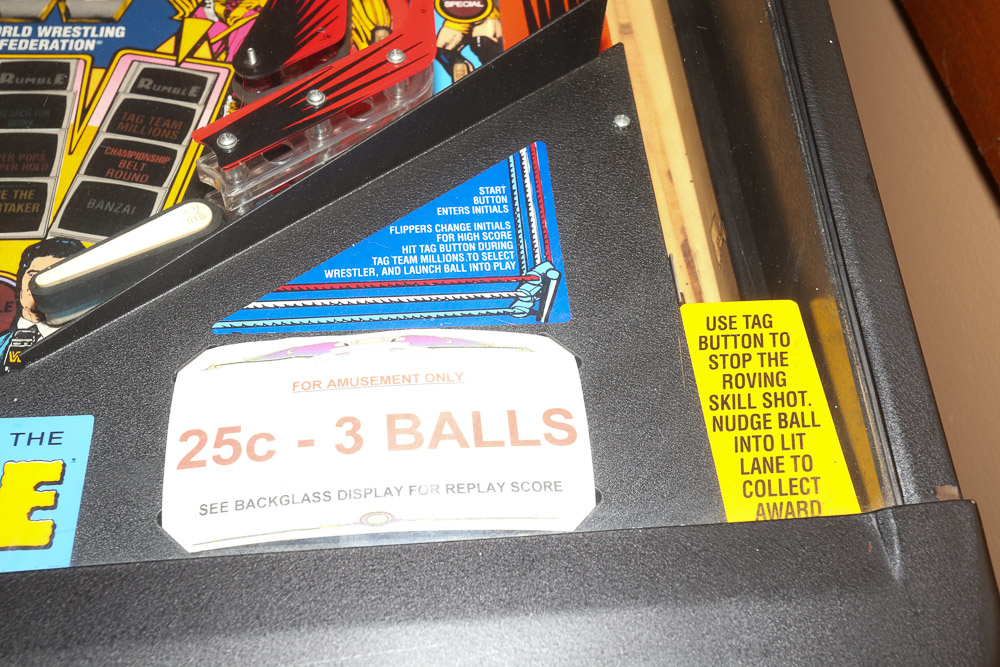 SPECIAL
WORLD WRESTLING
FEDERATION™
RUMBLE
RUMBLE
TAG TEAM
MILLIONS
CHAMPIONSHIP
BELT
ROUND
BANZAI
START
BUTTON
ENTERS INITIALS
FLIPPERS CHANGE INITIALS
FOR HIGH SCORE
HIT TAG BUTTON DURING
TAG TEAM MILLIONS.TO SELECT
WRESTLER, AND LAUNCH BALL INTO PLAY
USE TAG
BUTTON TO
STOP THE
ROVING
SKILL SHOT.
NUDGE BALL
INTO LIT
LANE TO
COLLECT
AWARD
FOR AMUSEMENT ONLY
25c - 3 BALLS
SEE BACKGLASS DISPLAY FOR REPLAY SCORE
THE
E